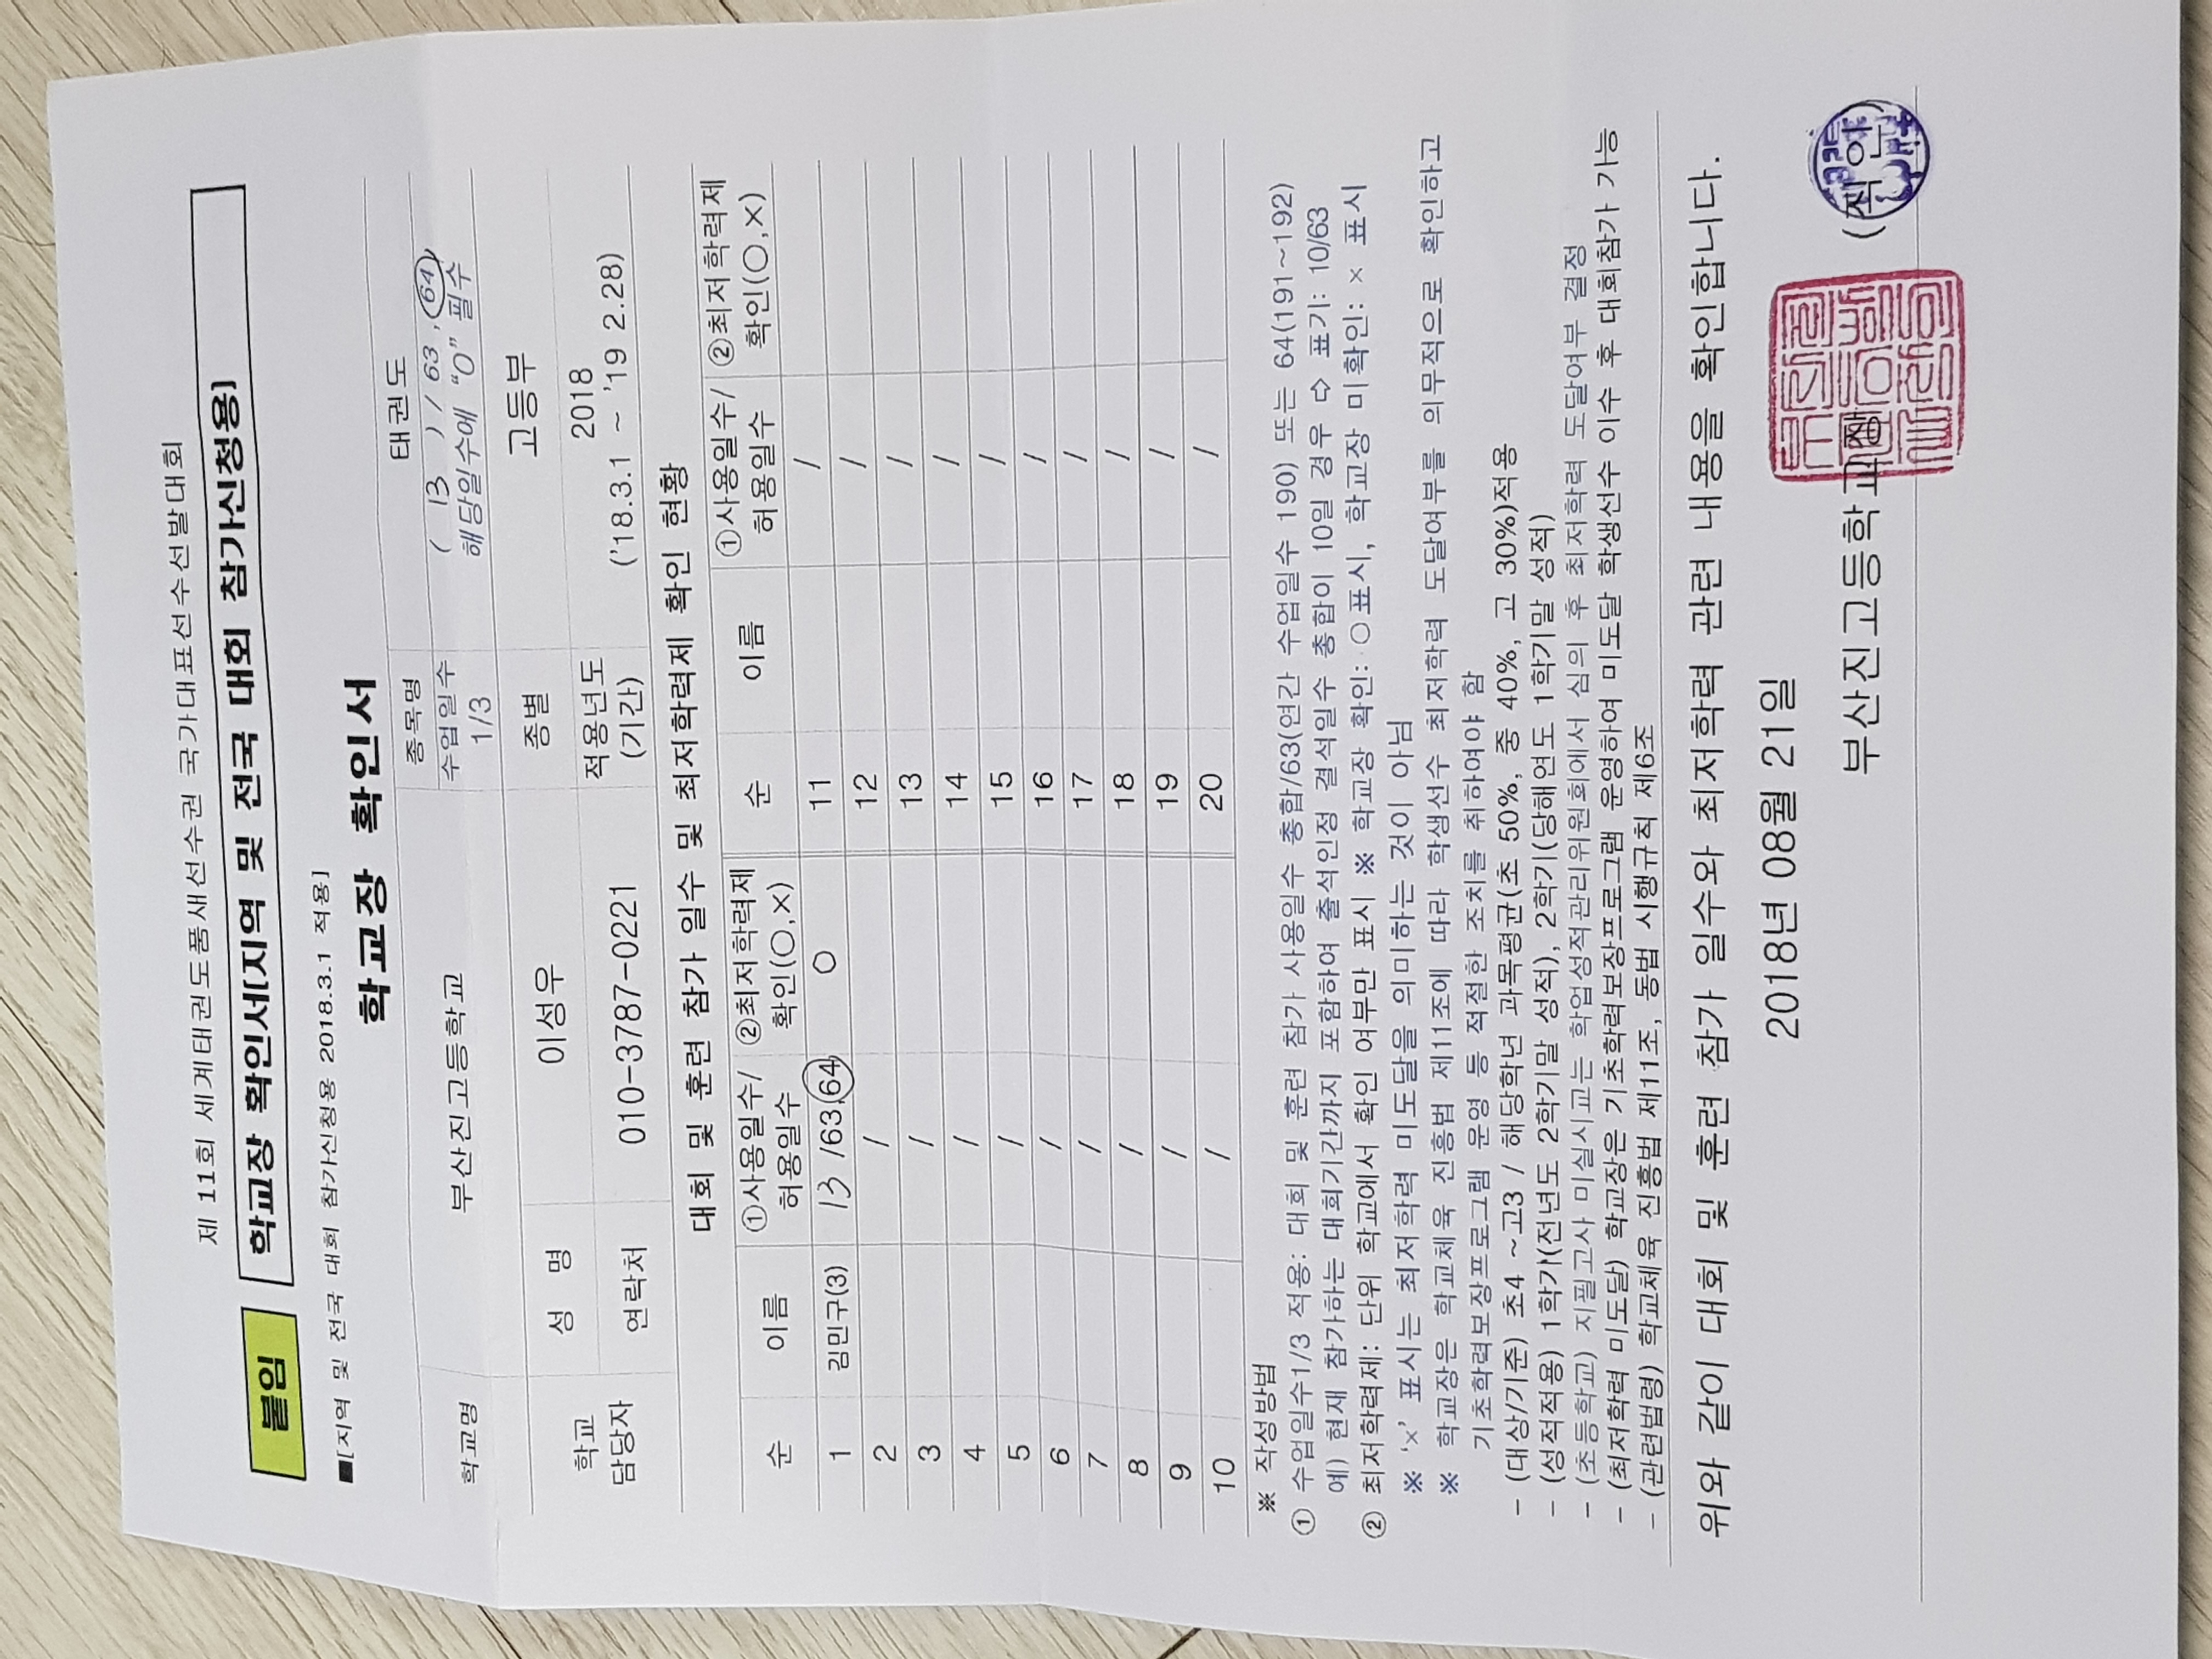 제 11회 세계태권도품새선수권 국가대표선수선발대회
붙임 학교장 확인서[지역 및 전국 대회 참가신청용]
■[지역 및 전국 대회 참가신청용 2018.3.1 적용]
학교장 확인서
학교명 부산진고등학교 종목명 태권도
수업일수 1/3 ( 13 ) / 63, 64
해당일수에 "O" 필수
학교 담당자 성 명 이성우 종별 고등부
연락처 010-3787-0221 적용년도 (기간) 2018
('18.3.1 ~ '19 2.28)
대회 및 훈련 참가 일수 및 최저학력제 확인 현황
순 이름 ①사용일수/ 허용일수 ②최저학력제 확인(○,×) 순 이름 ①사용일수/ 허용일수 ②최저학력제 확인(○,×)
1 김민구(3) 13 /63,64 ○ 11 /
2 / 12 /
3 / 13 /
4 / 14 /
5 / 15 /
6 / 16 /
7 / 17 /
8 / 18 /
9 / 19 /
10 / 20 /
※ 작성방법
① 수업일수1/3 적용: 대회 및 훈련 참가 사용일수 총합/63(연간 수업일수 190) 또는 64(191~192)
예) 현재 참가하는 대회기간까지 포함하여 출석인정 결석일수 총합이 10일 경우 ⇨ 표기: 10/63
② 최저학력제: 단위 학교에서 확인 여부만 표시 ※ 학교장 확인: ○표시, 학교장 미확인: × 표시
※ '×' 표시는 최저학력 미도달을 의미하는 것이 아님
※ 학교장은 학교체육 진흥법 제11조에 따라 학생선수 최저학력 도달여부를 의무적으로 확인하고
기초학력보장프로그램 운영 등 적절한 조치를 취하여야 함
- (대상/기준) 초4 ~고3 / 해당학년 과목평균(초 50%, 중 40%, 고 30%)적용
- (성적적용) 1학기(전년도 2학기말 성적), 2학기(당해연도 1학기말 성적)
- (초등학교) 지필고사 미실시교는 학업성적관리위원회에서 심의 후 최저학력 도달여부 결정
- (최저학력 미도달) 학교장은 기초학력보장프로그램 운영하여 미도달 학생선수 이수 후 대회참가 가능
- (관련법령) 학교체육 진흥법 제11조, 동법 시행규칙 제6조
위와 같이 대회 및 훈련 참가 일수와 최저학력 관련 내용을 확인합니다.
2018년 08월 21일
부산진고등학교장 (직인)